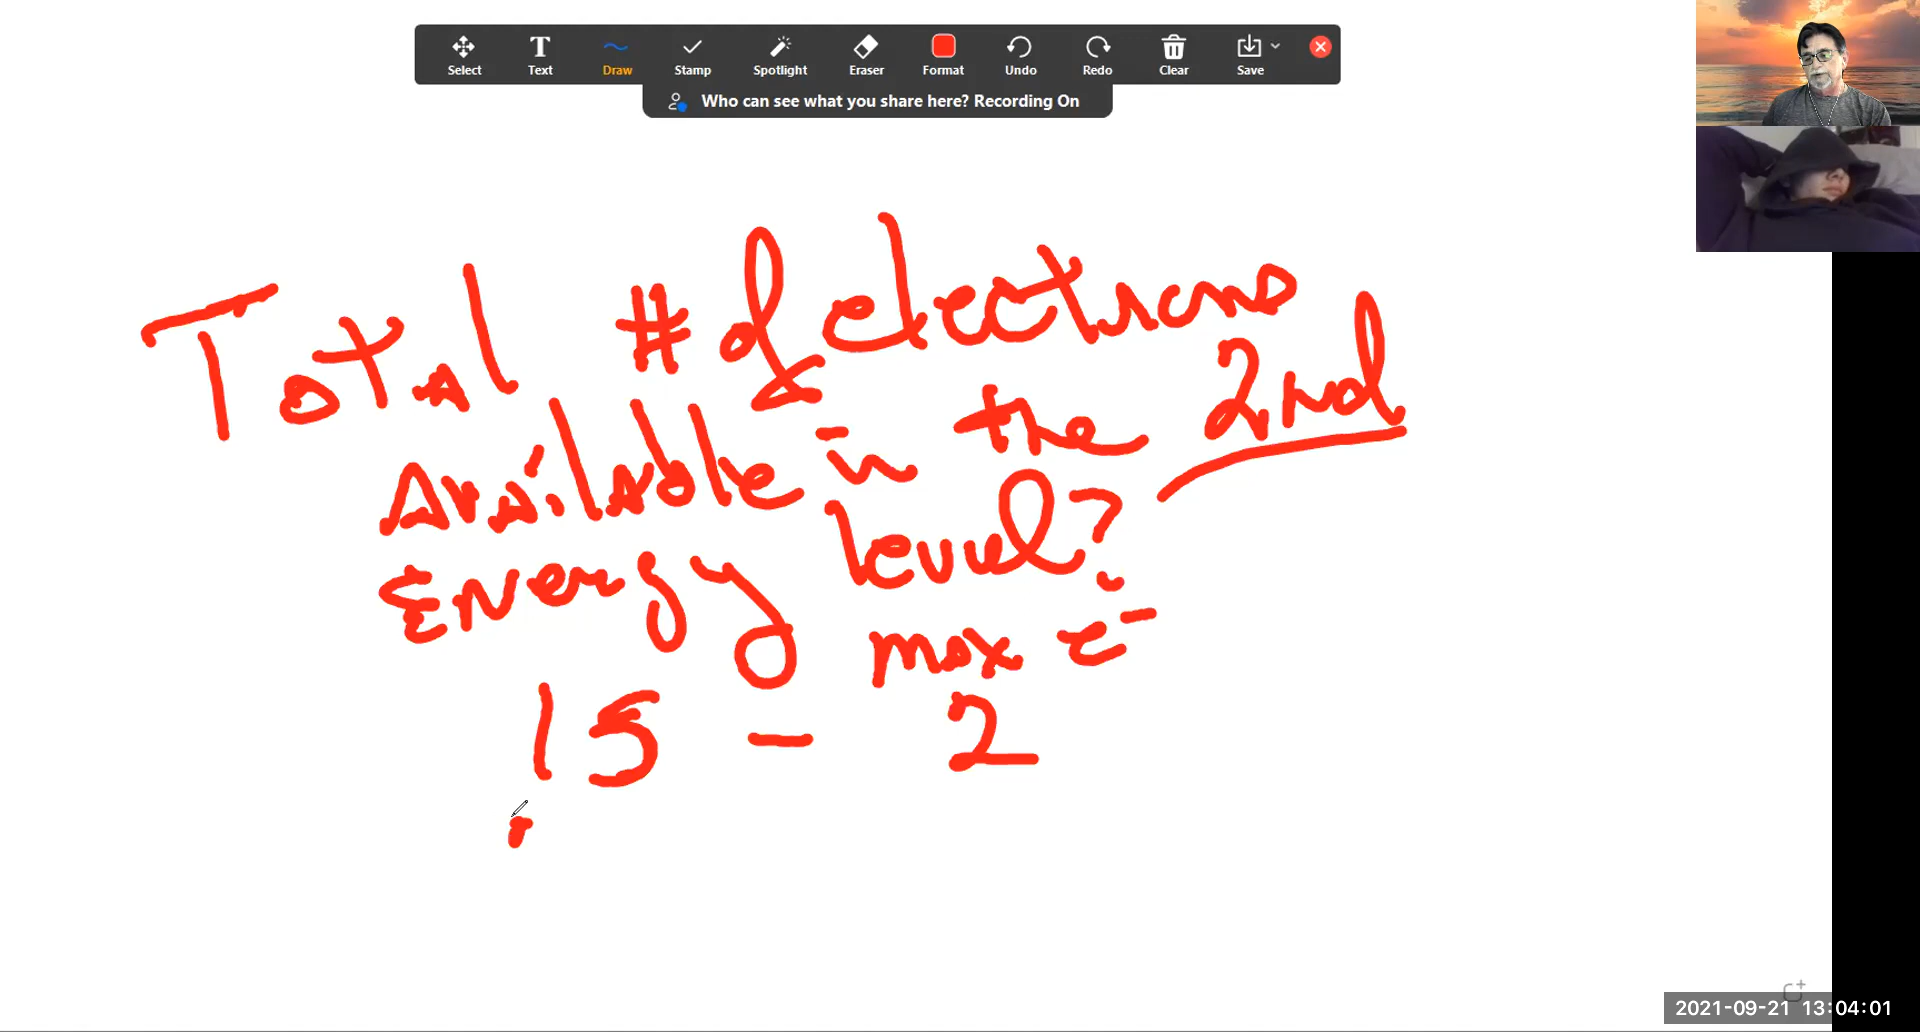 Select Text Draw Stamp Spotlight Eraser Format Undo Redo Clear Save
Who can see what you share here? Recording On
Total # of electrons
Available in the 2nd
Energy level?
max e-
1S - 2
2021-09-21 13:04:01